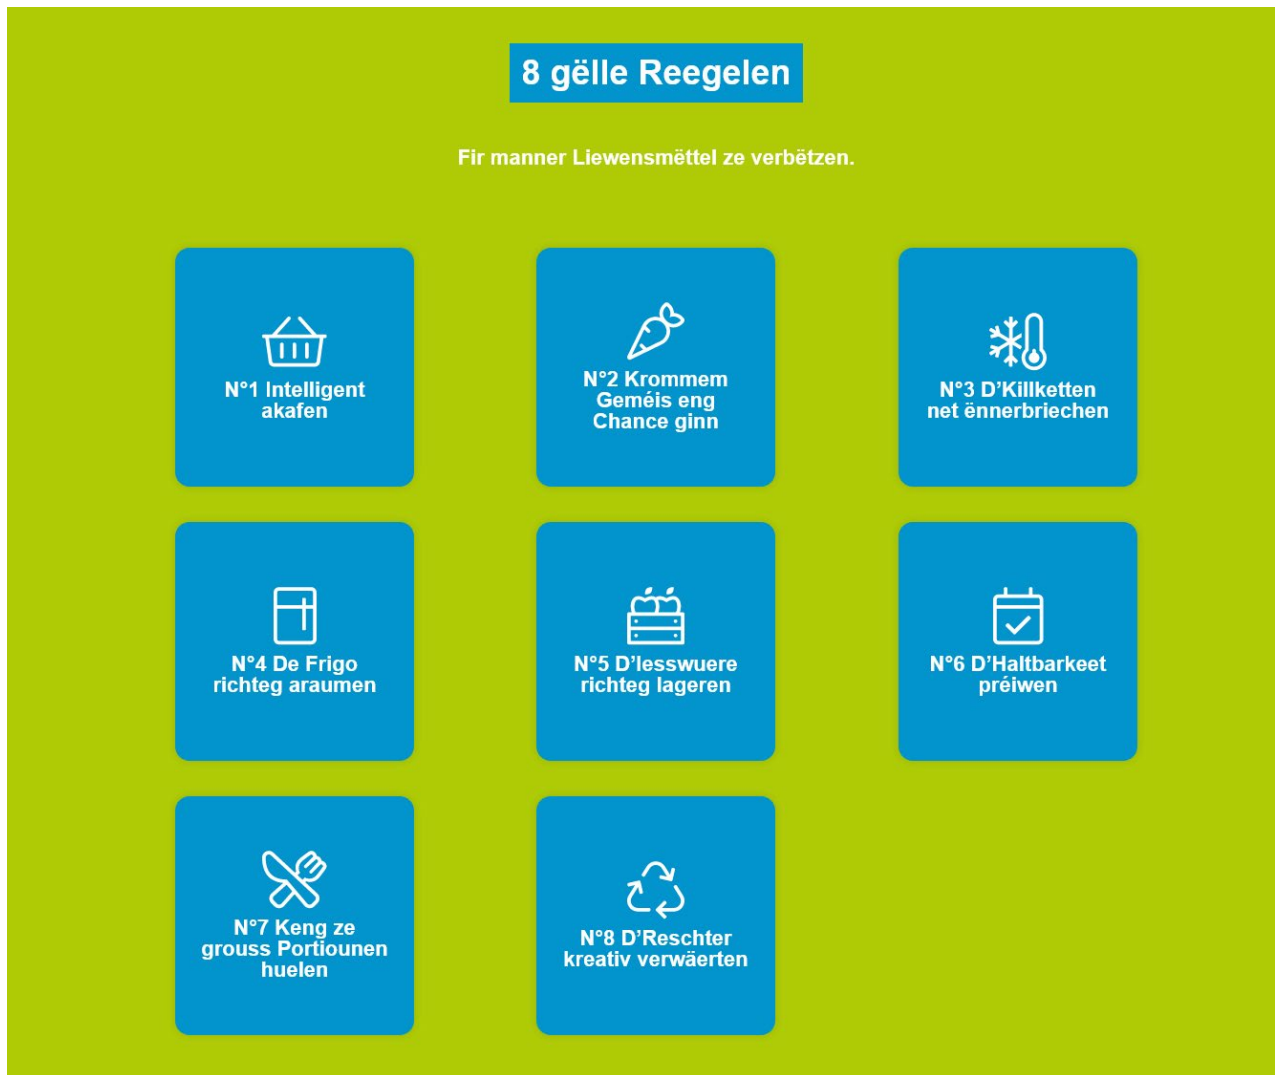 8 gëlle Reegelen
Fir manner Liewensmëttel ze verbëtzen.
N°1 Intelligent
akafen
N°2 Krommem
Geméis eng
Chance ginn
N°3 D’Killketten
net ënnerbriechen
N°4 De Frigo
richteg araumen
N°5 D’Iesswuere
richteg lageren
N°6 D’Haltbarkeet
préiwen
N°7 Keng ze
grouss Portiounen
huelen
N°8 D’Reschter
kreativ verwäerten